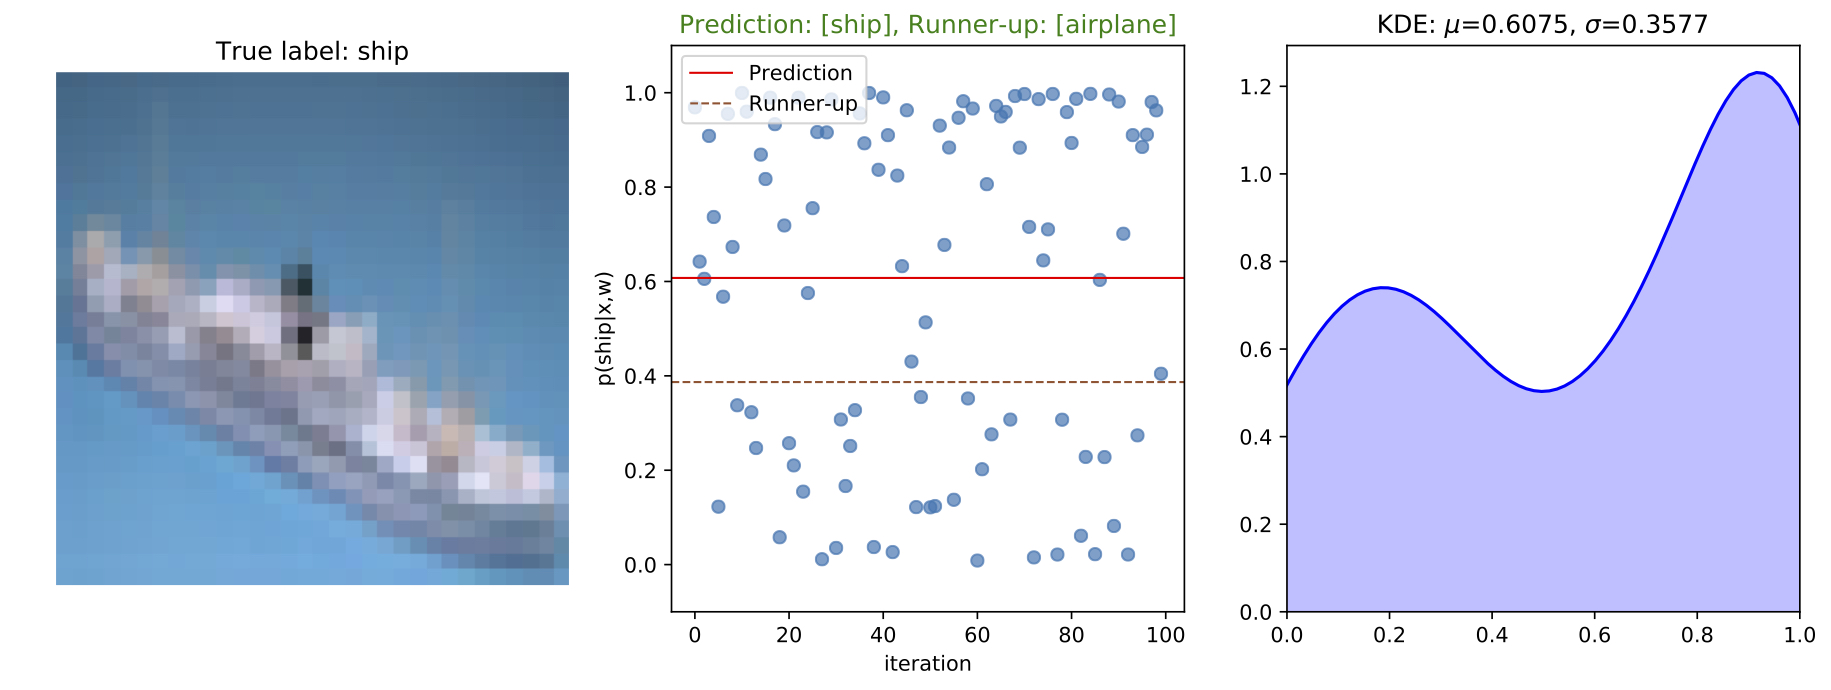 True label: ship
Prediction: [ship], Runner-up: [airplane]
Prediction
Runner-up
1.0
0.8
0.6
0.4
0.2
0.0
p(ship|x,w)
0 20 40 60 80 100
iteration
KDE: μ=0.6075, σ=0.3577
1.2
1.0
0.8
0.6
0.4
0.2
0.0
0.0 0.2 0.4 0.6 0.8 1.0